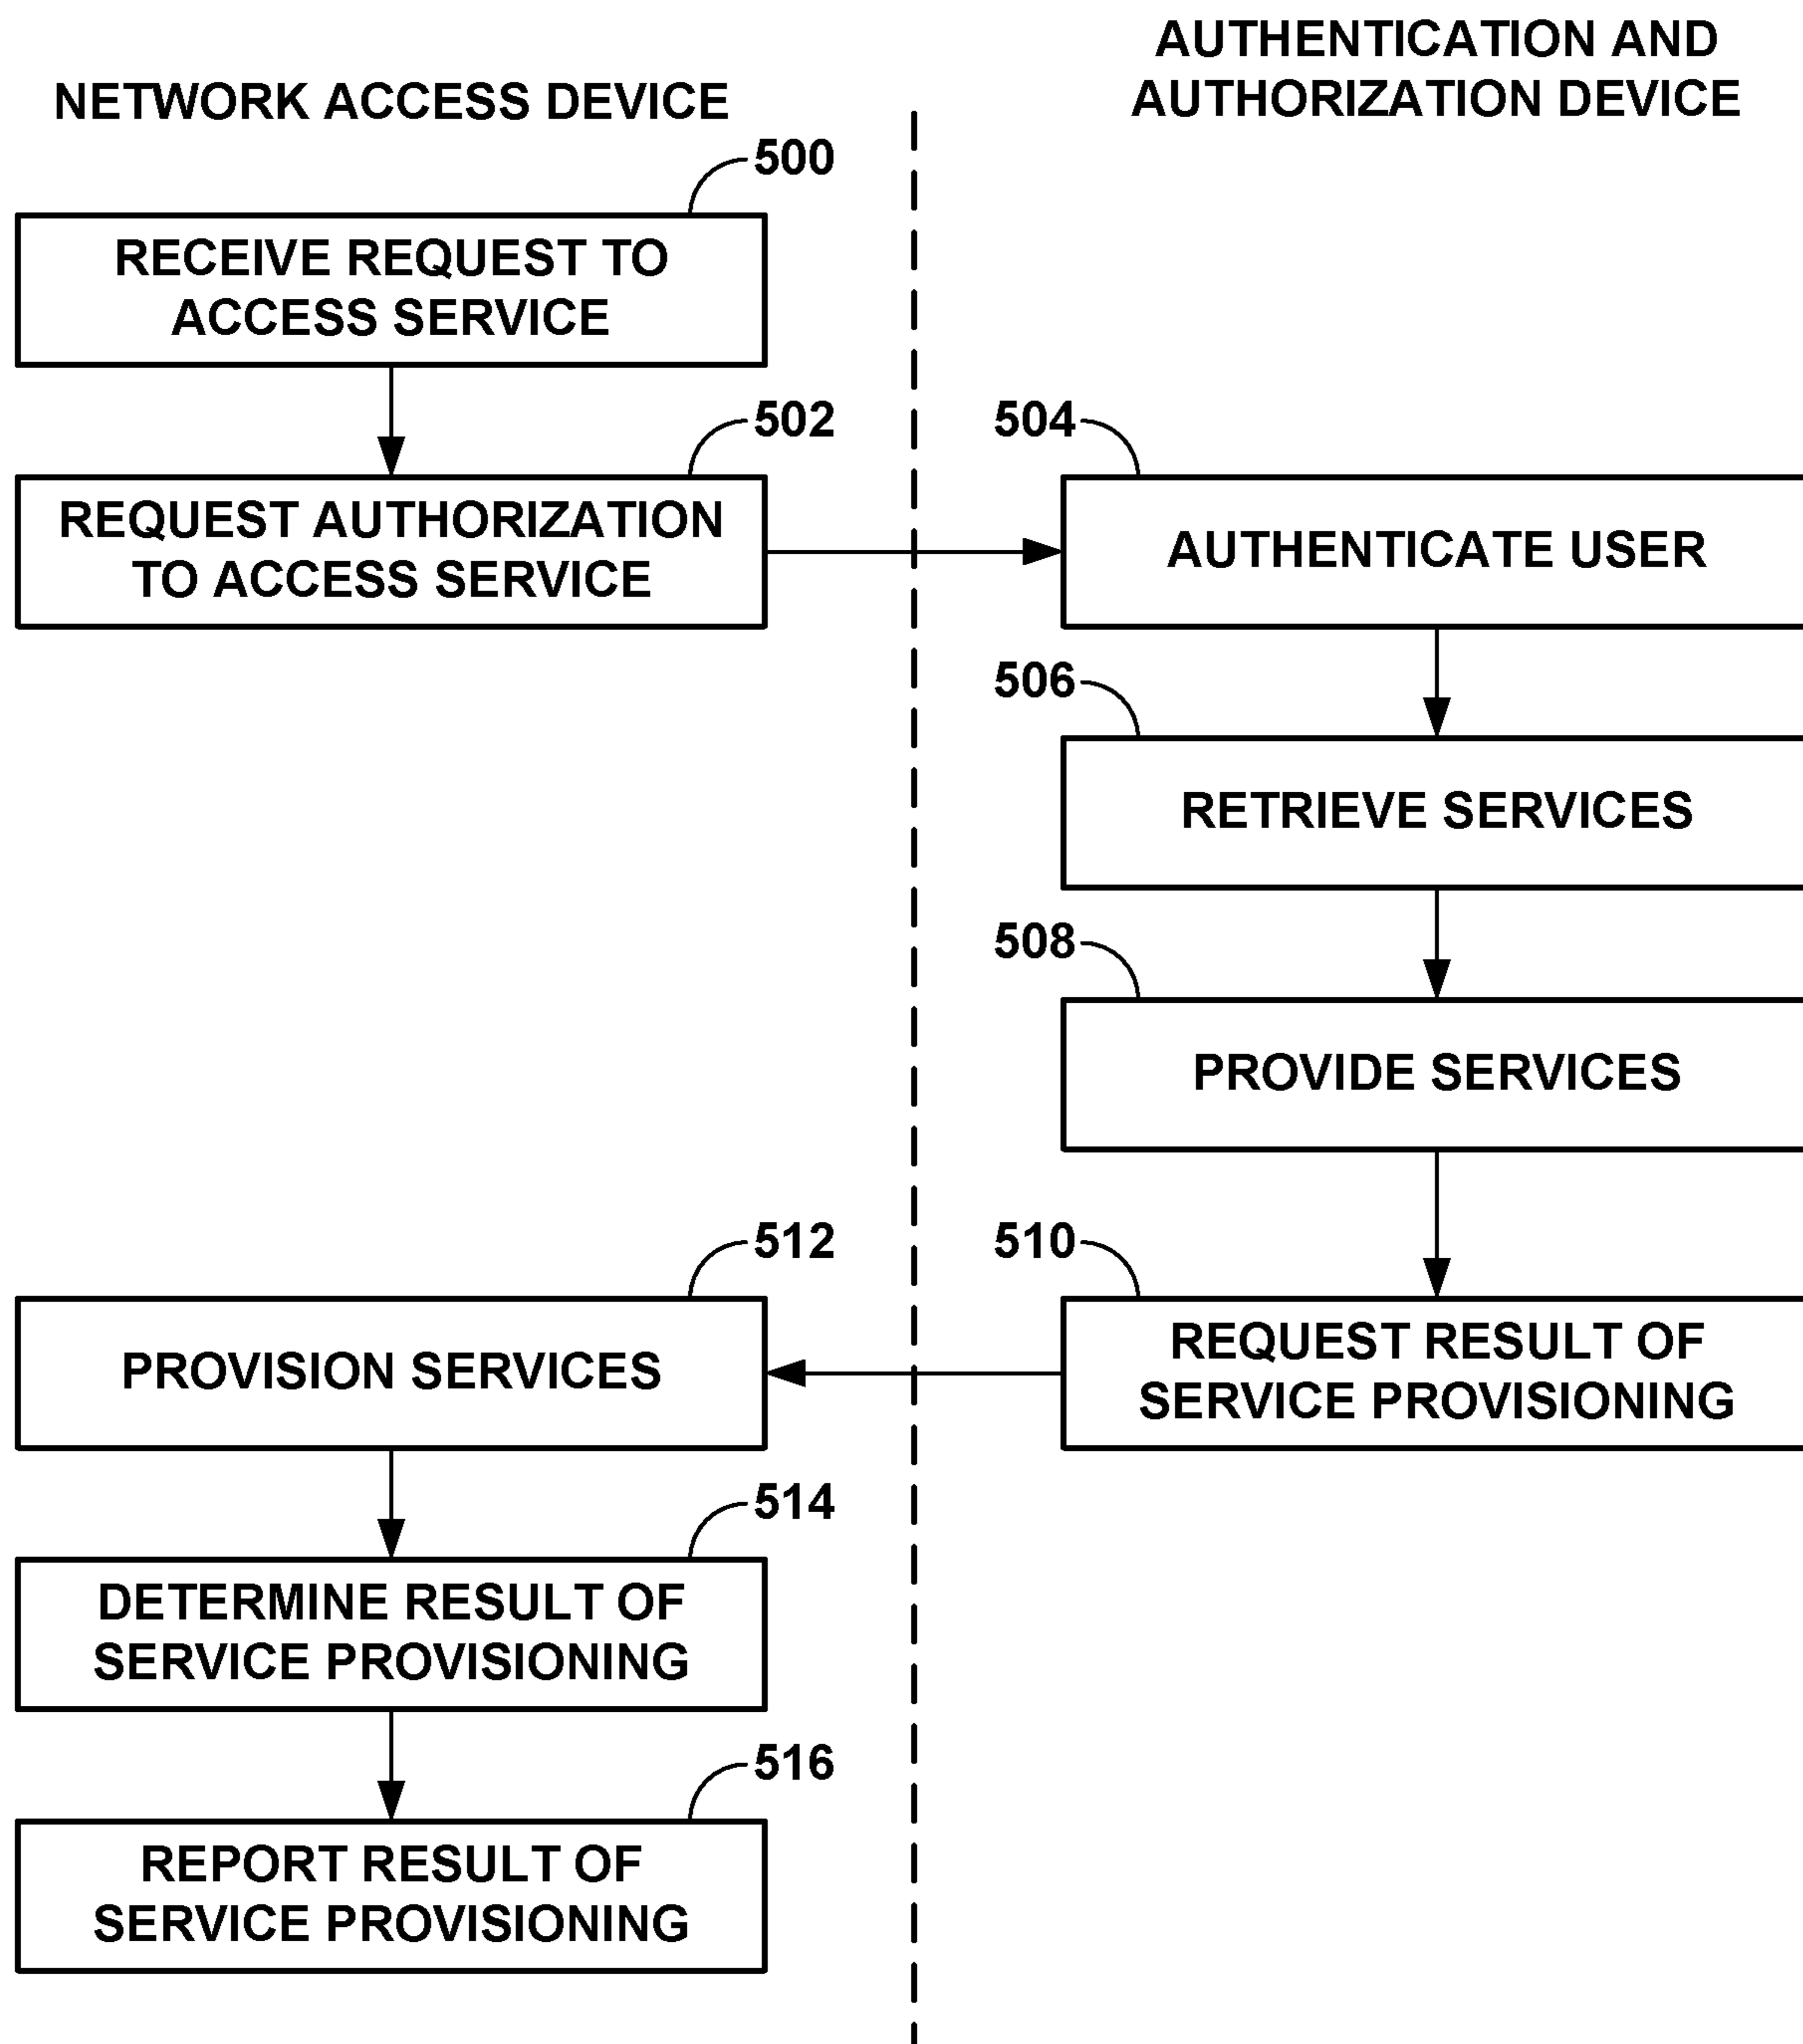 NETWORK ACCESS DEVICE
AUTHENTICATION AND
AUTHORIZATION DEVICE
500
RECEIVE REQUEST TO
ACCESS SERVICE
502
REQUEST AUTHORIZATION
TO ACCESS SERVICE
504
AUTHENTICATE USER
506
RETRIEVE SERVICES
508
PROVIDE SERVICES
510
REQUEST RESULT OF
SERVICE PROVISIONING
512
PROVISION SERVICES
514
DETERMINE RESULT OF
SERVICE PROVISIONING
516
REPORT RESULT OF
SERVICE PROVISIONING